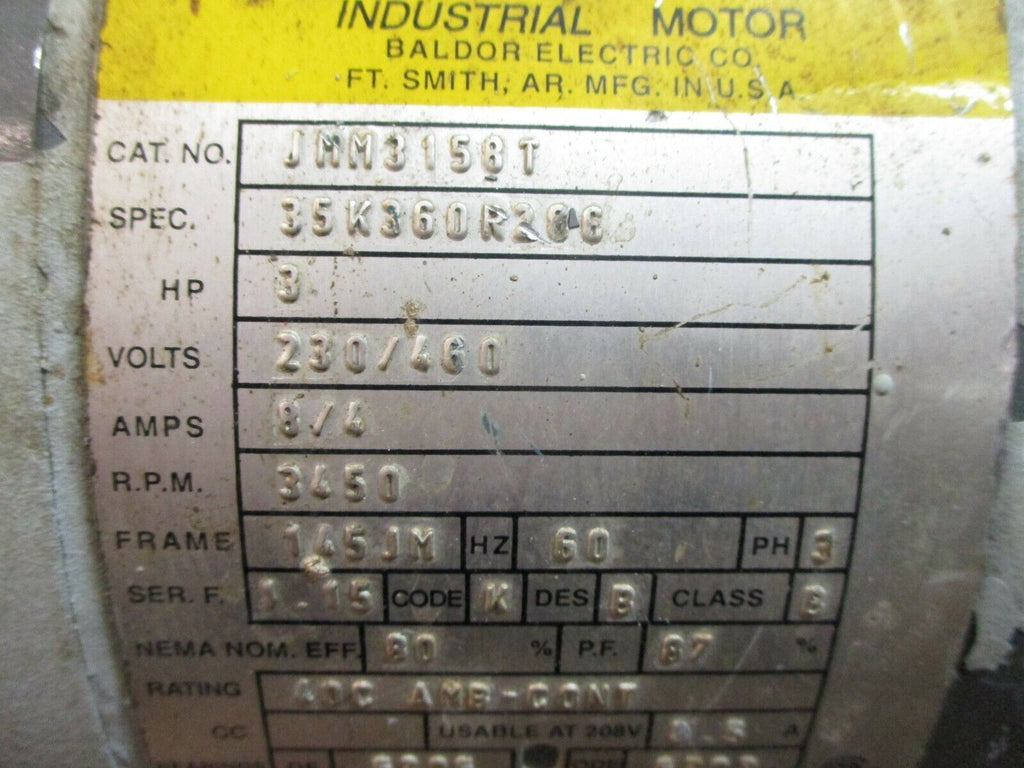 INDUSTRIAL MOTOR
BALDOR ELECTRIC CO.
FT. SMITH, AR. MFG. IN U.S.A.
CAT. NO. JMM3158T
SPEC.
HP 3
VOLTS 230/460
AMPS 8/4
R.P.M. 3450
FRAME 145JM HZ 60 PH 3
SER. F. 1.15 CODE K DES B CLASS B
NEMA NOM. EFF. 80 % P.F. 87 %
RATING 40C AMB-CONT
CC USABLE AT 208V A
DE ODE